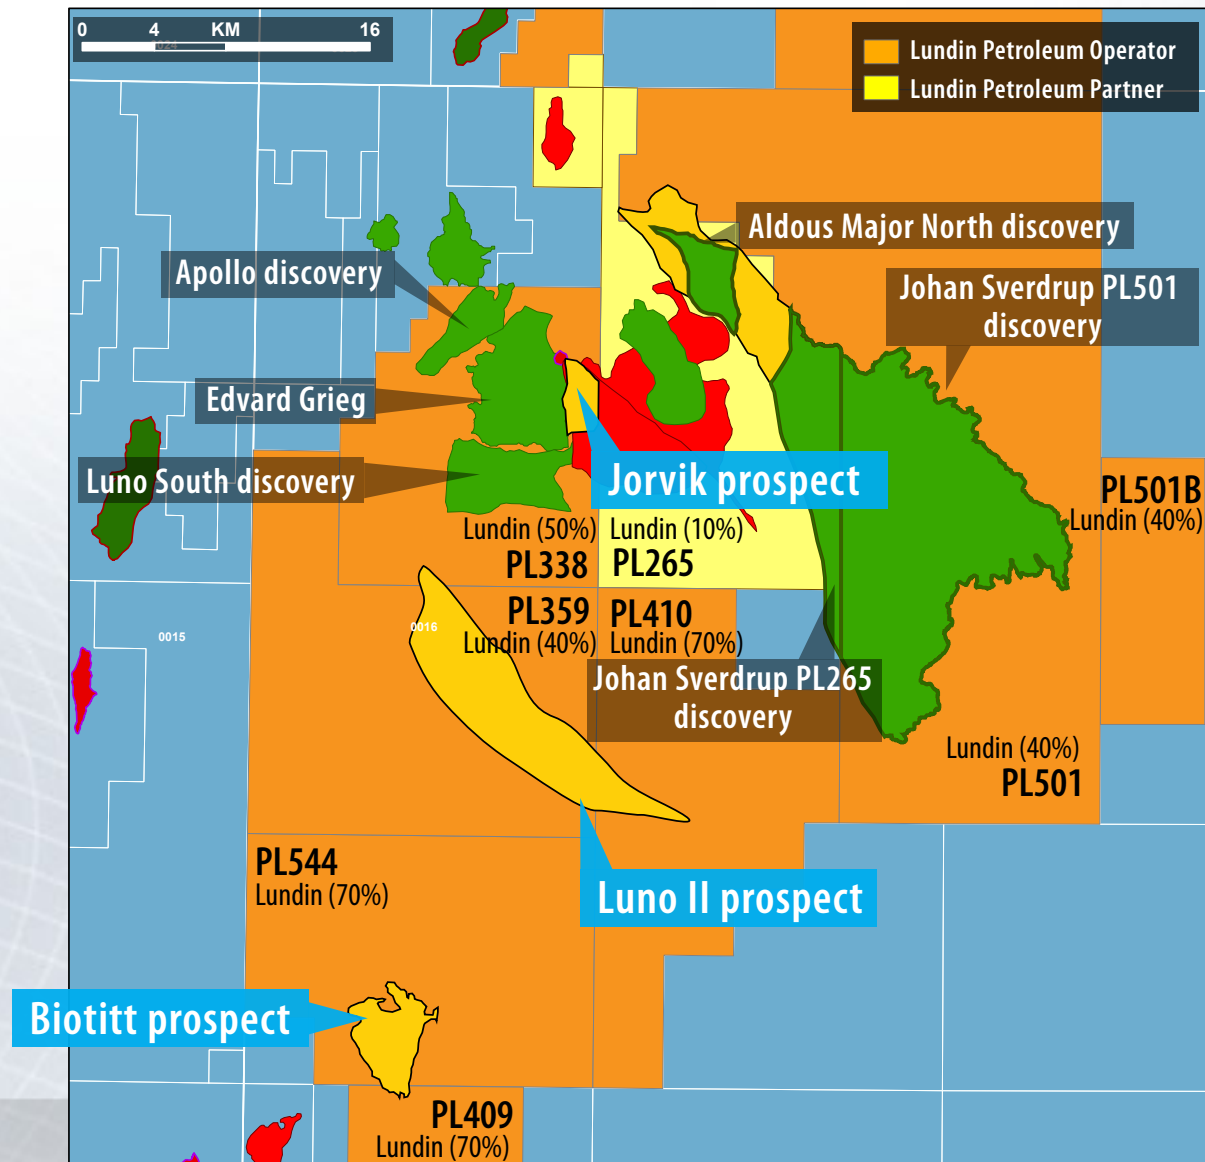 0 4 KM 16
Lundin Petroleum Operator
Lundin Petroleum Partner
Aldous Major North discovery
Apollo discovery
Johan Sverdrup PL501
discovery
Edvard Grieg
Jorvik prospect
Luno South discovery
PL501B
Lundin (40%)
Lundin (50%)
PL338
Lundin (10%)
PL265
PL359
Lundin (40%)
PL410
Lundin (70%)
0016
0015
Johan Sverdrup PL265
discovery
Lundin (40%)
PL501
PL544
Lundin (70%)
Luno II prospect
Biotitt prospect
PL409
Lundin (70%)